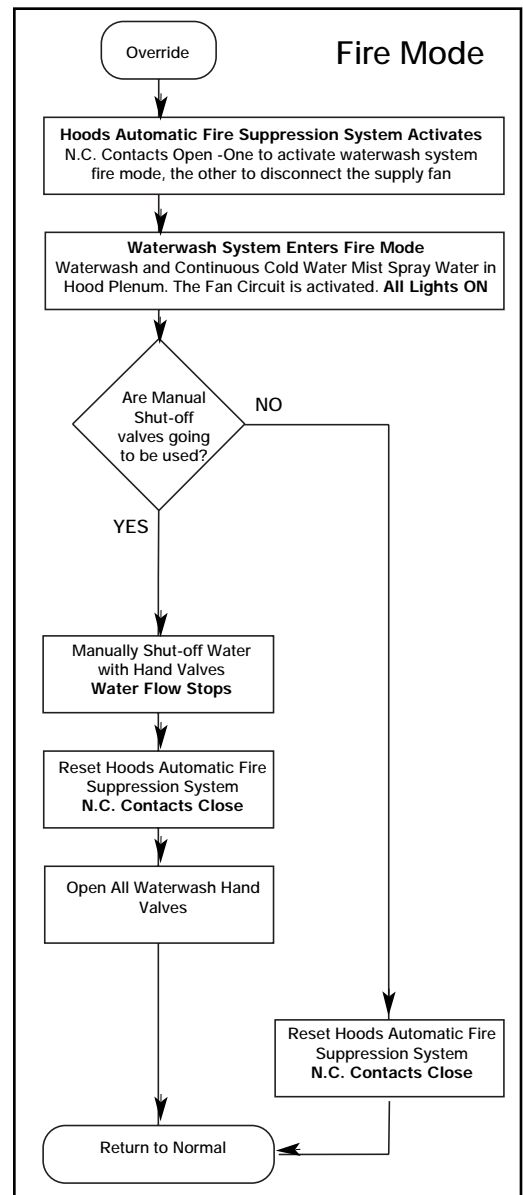 Fire Mode
Override
Hoods Automatic Fire Suppression System Activates
N.C. Contacts Open -One to activate waterwash system
fire mode, the other to disconnect the supply fan
Waterwash System Enters Fire Mode
Waterwash and Continuous Cold Water Mist Spray Water in
Hood Plenum. The Fan Circuit is activated. All Lights ON
Are Manual
Shut-off
valves going
to be used?
NO
YES
Manually Shut-off Water
with Hand Valves
Water Flow Stops
Reset Hoods Automatic Fire
Suppression System
N.C. Contacts Close
Open All Waterwash Hand
Valves
Reset Hoods Automatic Fire
Suppression System
N.C. Contacts Close
Return to Normal